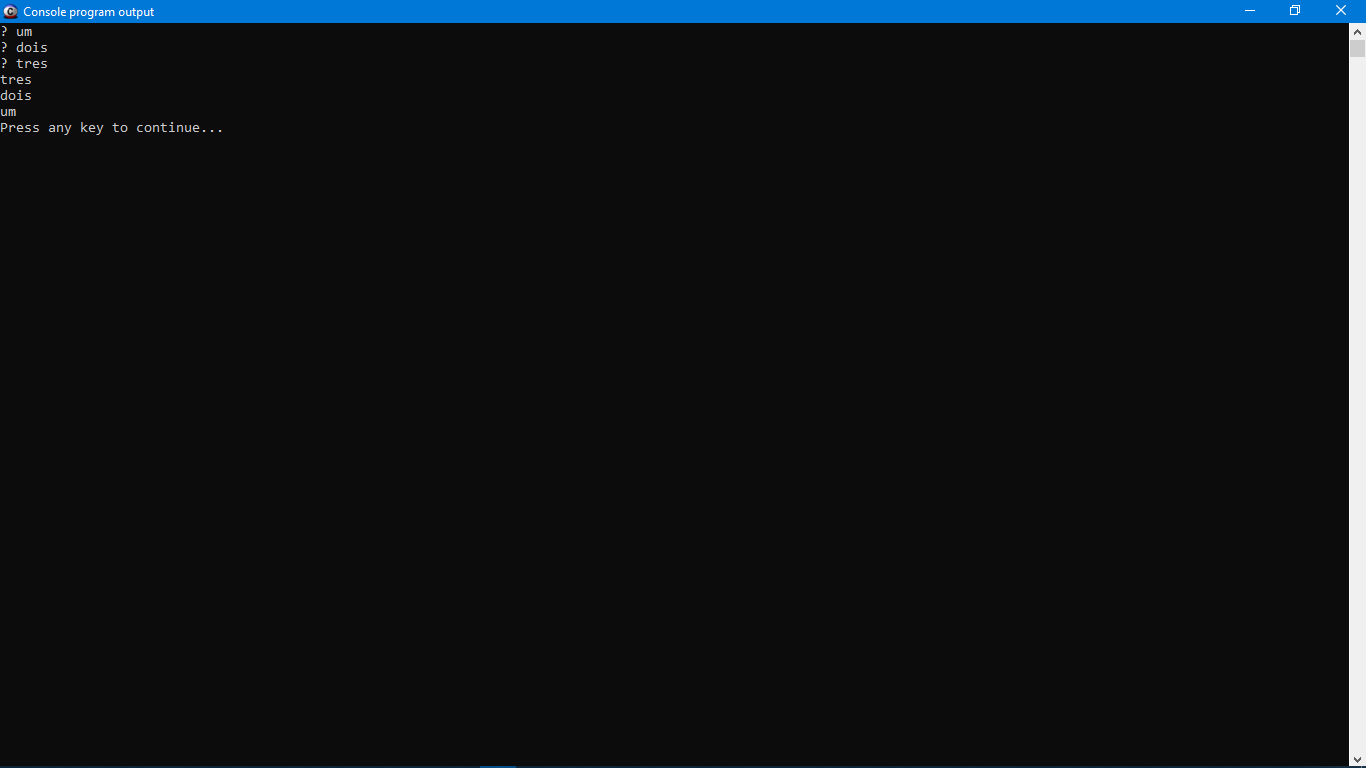 Console program output
? um
? dois
? tres
tres
dois
um
Press any key to continue...